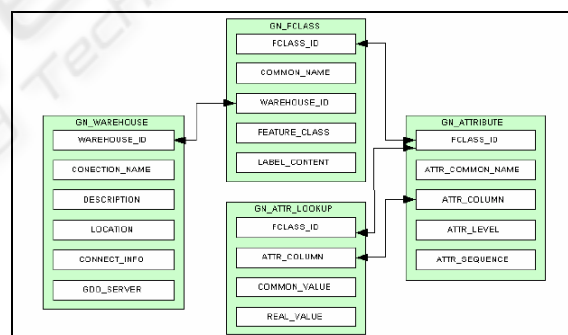 GN_FCLASS
FCLASS_ID
COMMON_NAME
WAREHOUSE_ID
FEATURE_CLASS
LABEL_CONTENT
GN_WAREHOUSE
WAREHOUSE_ID
CONECTION_NAME
DESCRIPTION
LOCATION
CONNECT_INFO
GDO_SERVER
GN_ATTR_LOOKUP
FCLASS_ID
ATTR_COLUMN
COMMON_VALUE
REAL_VALUE
GN_ATTRIBUTE
FCLASS_ID
ATTR_COMMON_NAME
ATTR_COLUMN
ATTR_LEVEL
ATTR_SEQUENCE